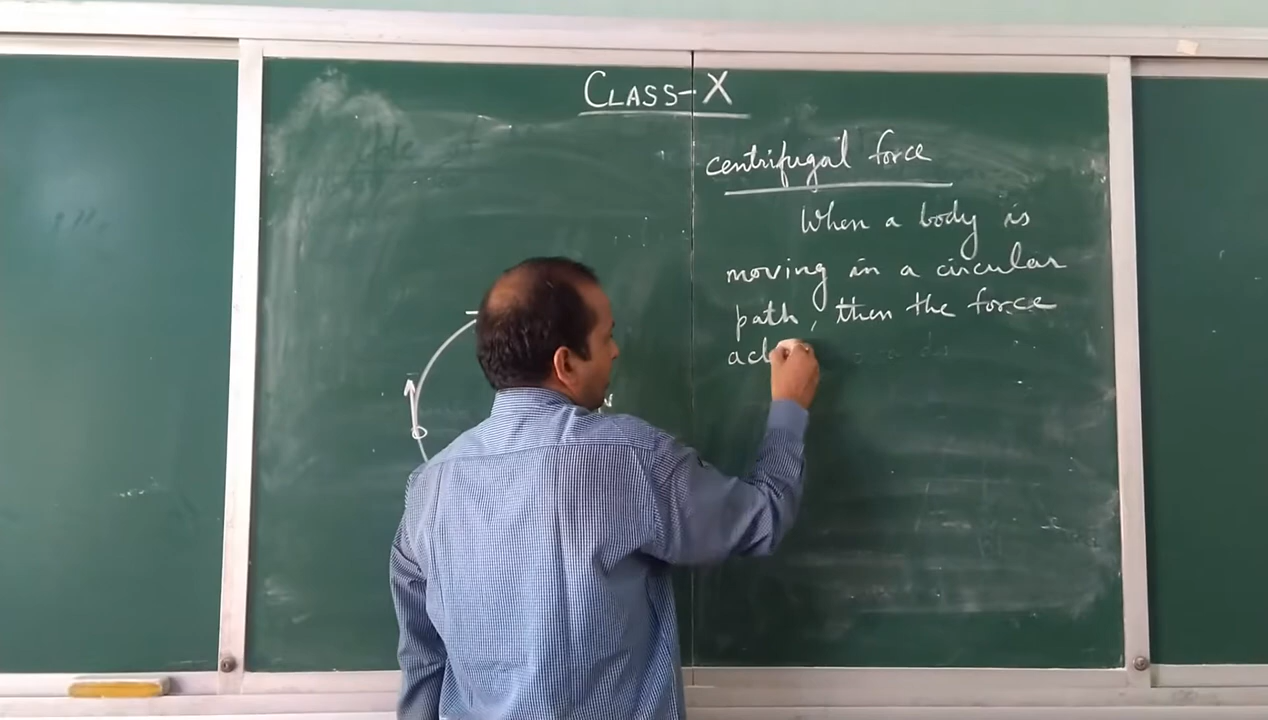 CLASS-X
centrifugal force
When a body is
moving in a circular
path, then the force